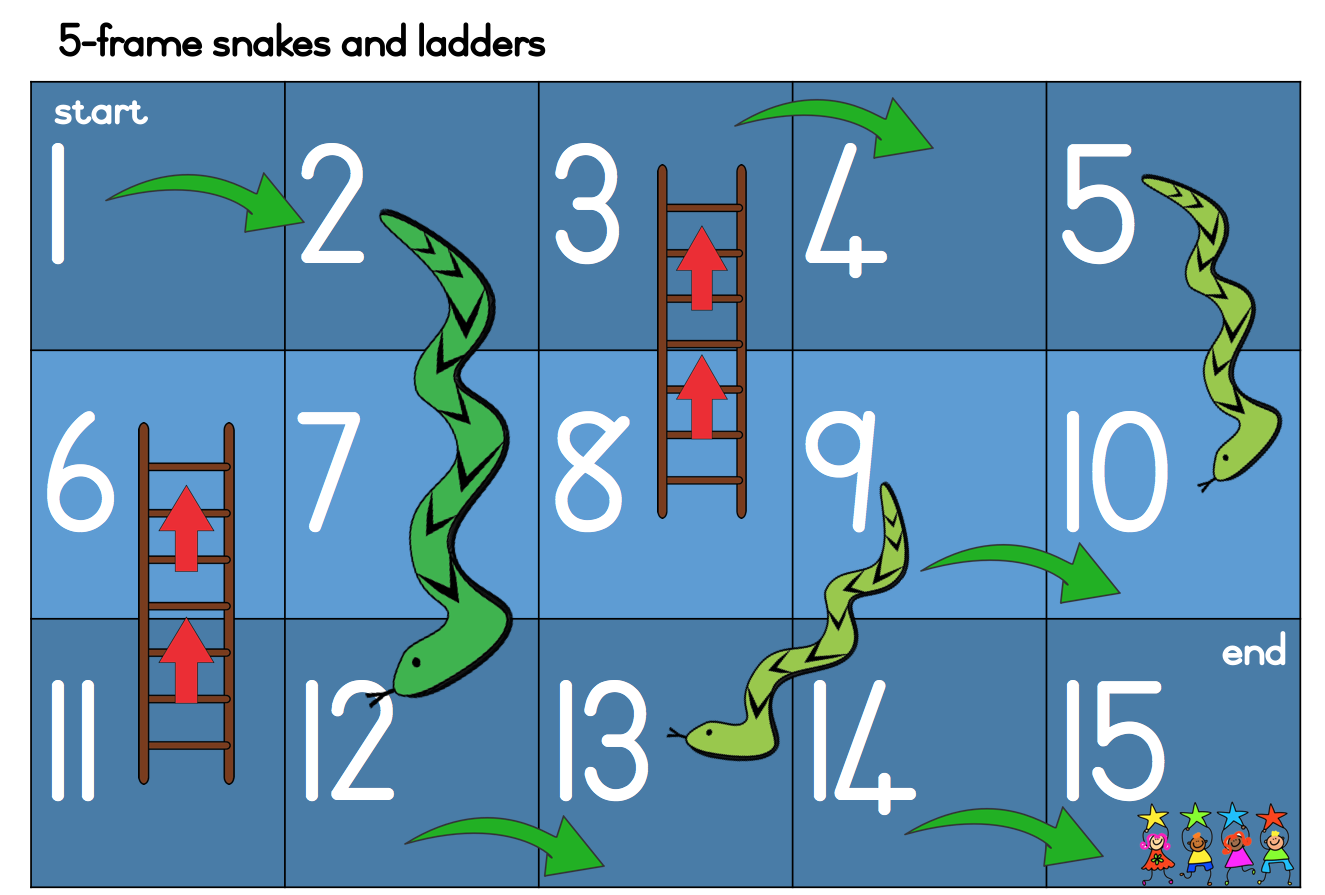 5-frame snakes and ladders
start
1 2 3 4 5
6 7 8 9 10
end
11 12 13 14 15